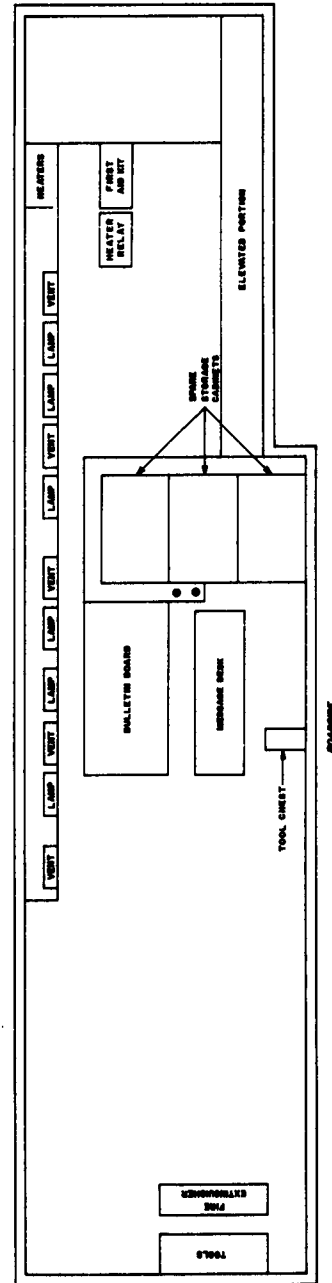 VENT
LAMP
VENT
LAMP
LAMP
VENT
LAMP
VENT
LAMP
LAMP
VENT
HEATERS
HEATER
RELAY
FIRST
AID KIT
BULLETIN BOARD
SPARE
STORAGE
CABINETS
MESSAGE DESK
ELEVATED PORTION
TOOLS
FIRE
EXTINGUISHER
TOOL CHEST